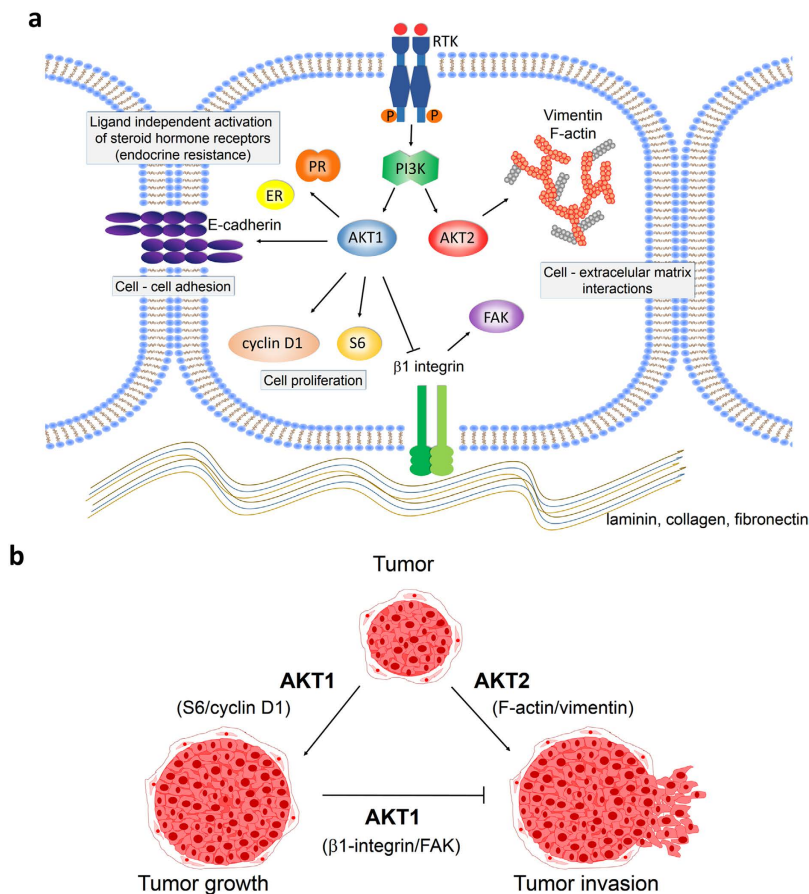 a
RTK
P
P
Ligand independent activation
of steroid hormone receptors
(endocrine resistance)
Vimentin
F-actin
PR
PI3K
ER
E-cadherin
AKT1
AKT2
Cell - cell adhesion
Cell - extracelular matrix
interactions
FAK
cyclin D1
S6
β1 integrin
Cell proliferation
laminin, collagen, fibronectin
b
Tumor
AKT1
(S6/cyclin D1)
AKT2
(F-actin/vimentin)
AKT1
(β1-integrin/FAK)
Tumor growth
Tumor invasion